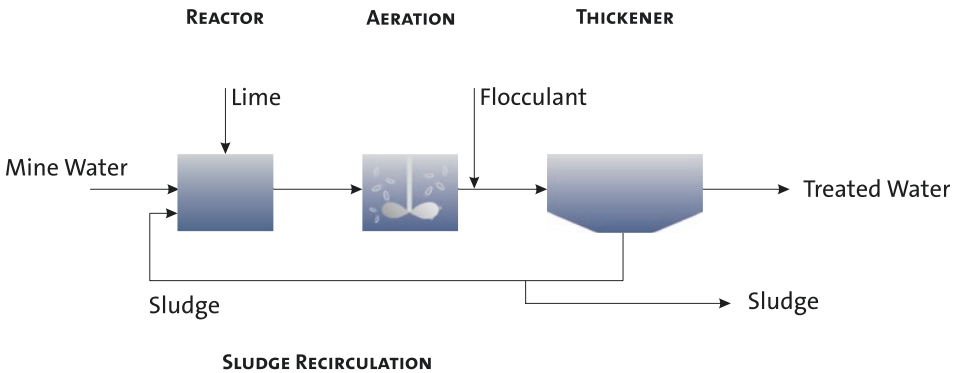 REACTOR
AERATION
THICKENER
Lime
Flocculant
Mine Water
Treated Water
Sludge
Sludge
SLUDGE RECIRCULATION